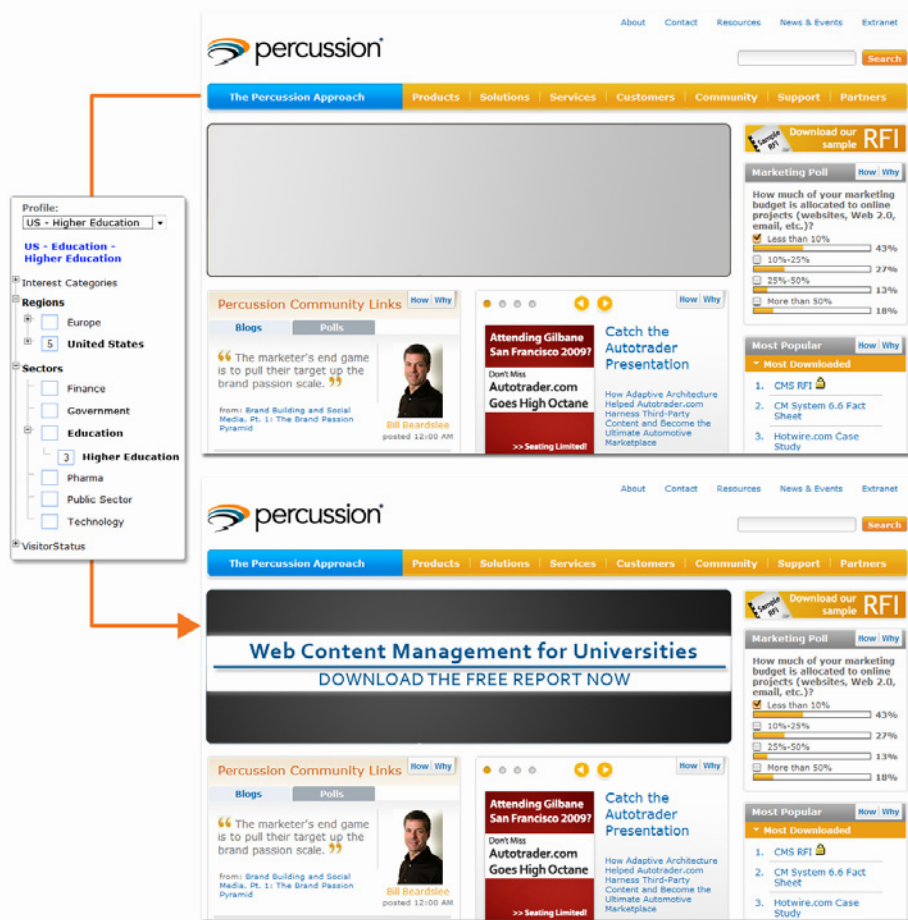 About Contact Resources News & Events Extranet
percussion
Search
The Percussion Approach Products Solutions Services Customers Community Support Partners
Sample RFI
Download our sample RFI
Marketing Poll How Why
How much of your marketing
budget is allocated to online
projects (websites, Web 2.0,
email, etc.)?
Less than 10%
43%
10%-25%
27%
25%-50%
13%
More than 50%
18%
Percussion Community Links How Why
Blogs Polls
“ The marketer's end game
is to pull their target up the
brand passion scale. ”
from: Brand Building and Social
Media, Pt. 1: The Brand Passion
Pyramid
Bill Beardslee
posted 12:00 AM
How Why
Attending Gilbane
San Francisco 2009?
Don't Miss
Autotrader.com
Goes High Octane
>> Seating Limited!
Catch the
Autotrader
Presentation
How Adaptive Architecture
Helped Autotrader.com
Harness Third-Party
Content and Become the
Ultimate Automotive
Marketplace
Most Popular How Why
Most Downloaded
1. CMS RFI
2. CM System 6.6 Fact
Sheet
3. Hotwire.com Case
Study
Profile:
US - Higher Education
US - Education -
Higher Education
Interest Categories
Regions
Europe
5 United States
Sectors
Finance
Government
Education
3 Higher Education
Pharma
Public Sector
Technology
VisitorStatus
About Contact Resources News & Events Extranet
percussion
Search
The Percussion Approach Products Solutions Services Customers Community Support Partners
Web Content Management for Universities
DOWNLOAD THE FREE REPORT NOW
Sample RFI
Download our sample RFI
Marketing Poll How Why
How much of your marketing
budget is allocated to online
projects (websites, Web 2.0,
email, etc.)?
Less than 10%
43%
10%-25%
27%
25%-50%
13%
More than 50%
18%
Percussion Community Links How Why
Blogs Polls
“ The marketer's end game
is to pull their target up the
brand passion scale. ”
from: Brand Building and Social
Media, Pt. 1: The Brand Passion
Pyramid
Bill Beardslee
posted 12:00 AM
How Why
Attending Gilbane
San Francisco 2009?
Don't Miss
Autotrader.com
Goes High Octane
>> Seating Limited!
Catch the
Autotrader
Presentation
How Adaptive Architecture
Helped Autotrader.com
Harness Third-Party
Content and Become the
Ultimate Automotive
Marketplace
Most Popular How Why
Most Downloaded
1. CMS RFI
2. CM System 6.6 Fact
Sheet
3. Hotwire.com Case
Study